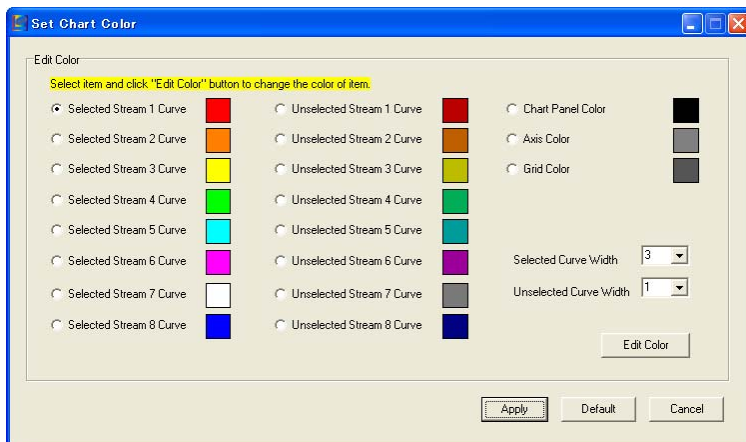 Set Chart Color
Edit Color
Select item and click "Edit Color" button to change the color of item.
Selected Stream 1 Curve Unselected Stream 1 Curve Chart Panel Color
Selected Stream 2 Curve Unselected Stream 2 Curve Axis Color
Selected Stream 3 Curve Unselected Stream 3 Curve Grid Color
Selected Stream 4 Curve Unselected Stream 4 Curve
Selected Stream 5 Curve Unselected Stream 5 Curve
Selected Stream 6 Curve Unselected Stream 6 Curve Selected Curve Width 3
Selected Stream 7 Curve Unselected Stream 7 Curve Unselected Curve Width 1
Selected Stream 8 Curve Unselected Stream 8 Curve
Edit Color
Apply Default Cancel